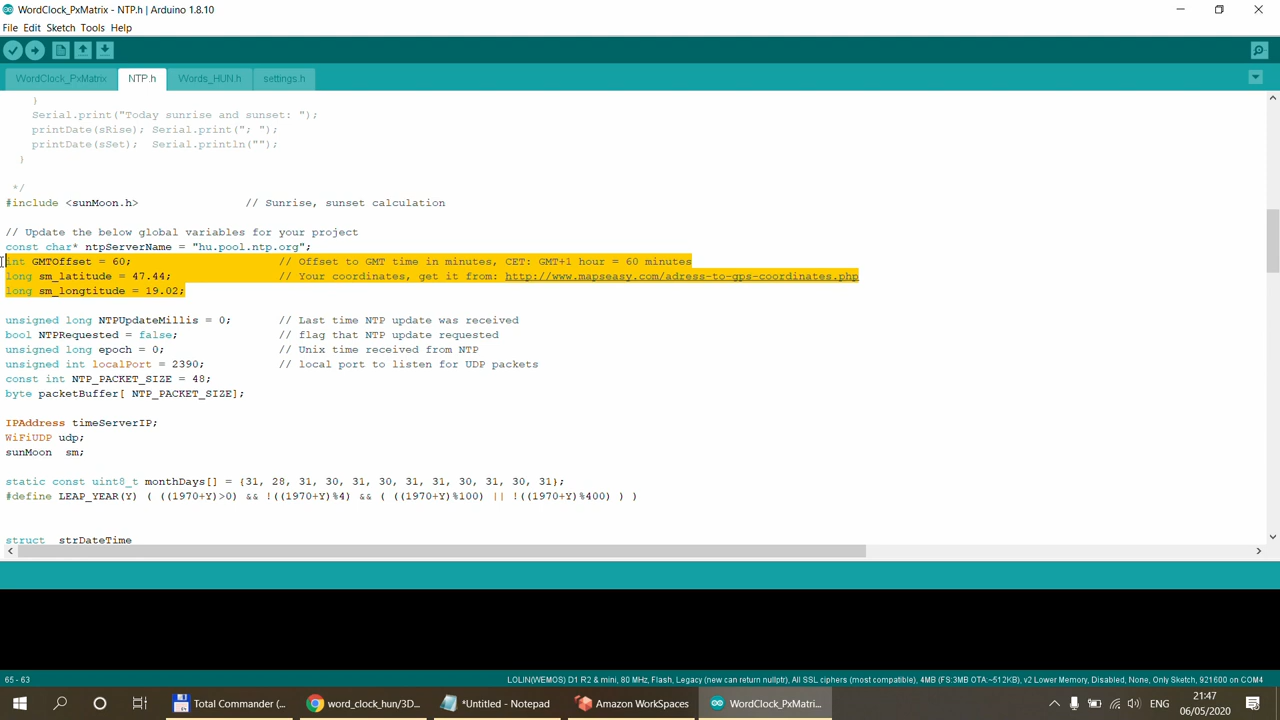 WordClock_PxMatrix - NTP.h | Arduino 1.8.10
File Edit Sketch Tools Help
WordClock_PxMatrix NTP.h Words_HUN.h settings.h
}
Serial.print("Today sunrise and sunset: ");
printDate(sRise); Serial.print("; ");
printDate(sSet);  Serial.println("");
}
*/
#include <sunMoon.h> // Sunrise, sunset calculation
// Update the below global variables for your project
const char* ntpServerName = "hu.pool.ntp.org";
int GMTOffset = 60; // Offset to GMT time in minutes, CET: GMT+1 hour = 60 minutes
long sm_latitude = 47.44; // Your coordinates, get it from: http://www.mapseasy.com/adress-to-gps-coordinates.php
long sm_longtitude = 19.02;
unsigned long NTPUpdateMillis = 0; // Last time NTP update was received
bool NTPRequested = false; // flag that NTP update requested
unsigned long epoch = 0; // Unix time received from NTP
unsigned int localPort = 2390; // local port to listen for UDP packets
const int NTP_PACKET_SIZE = 48;
byte packetBuffer[ NTP_PACKET_SIZE];
IPAddress timeServerIP;
WiFiUDP udp;
sunMoon  sm;
static const uint8_t monthDays[] = {31, 28, 31, 30, 31, 30, 31, 31, 30, 31, 30, 31};
#define LEAP_YEAR(Y) ( ((1970+Y)>0) && !((1970+Y)%4) && ( ((1970+Y)%100) || !((1970+Y)%400) ) )
struct  strDateTime
65 - 63 LOLIN(WEMOS) D1 R2 & mini, 80 MHz, Flash, Legacy (new can return nullptr), All SSL ciphers (most compatible), 4MB (FS:3MB OTA:~512KB), v2 Lower Memory, Disabled, None, Only Sketch, 921600 on COM4
Total Commander (... word_clock_hun/3D... *Untitled - Notepad Amazon WorkSpaces WordClock_PxMatri... ENG 21:47
06/05/2020